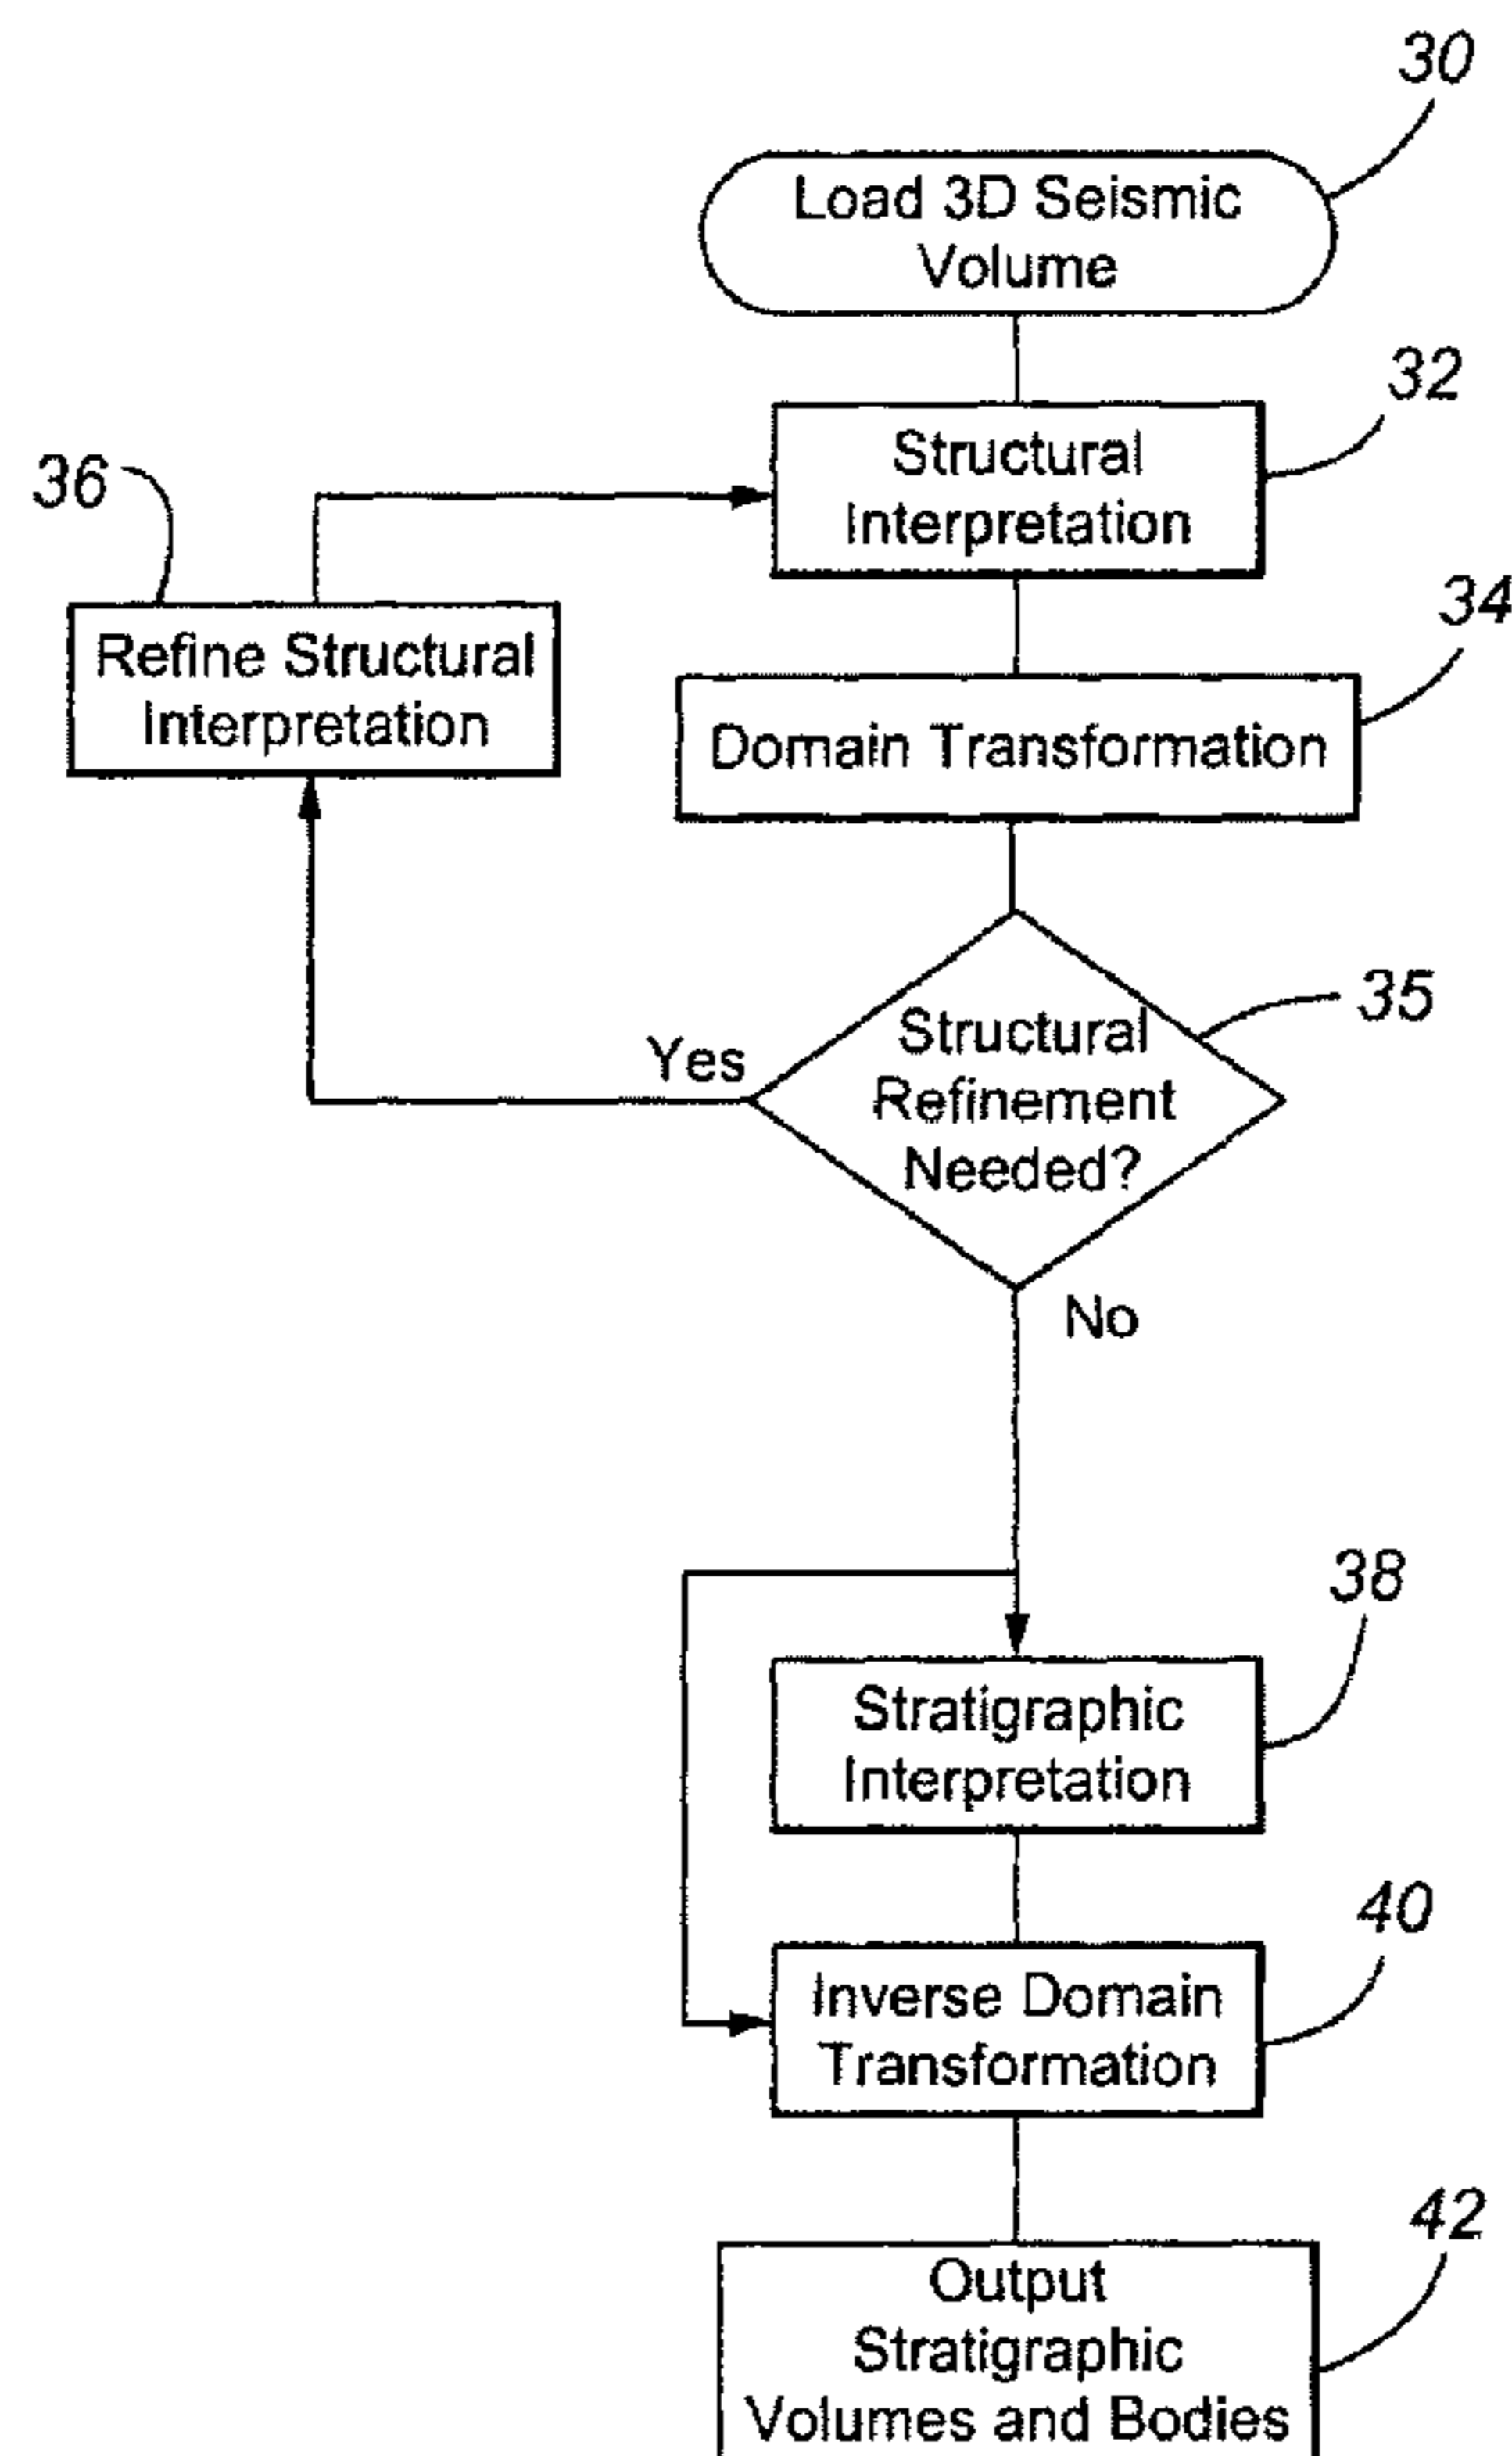 30
Load 3D Seismic
Volume
32
Structural
Interpretation
36
Refine Structural
Interpretation
34
Domain Transformation
35
Structural
Refinement
Needed?
Yes
No
38
Stratigraphic
Interpretation
40
Inverse Domain
Transformation
42
Output
Stratigraphic
Volumes and Bodies